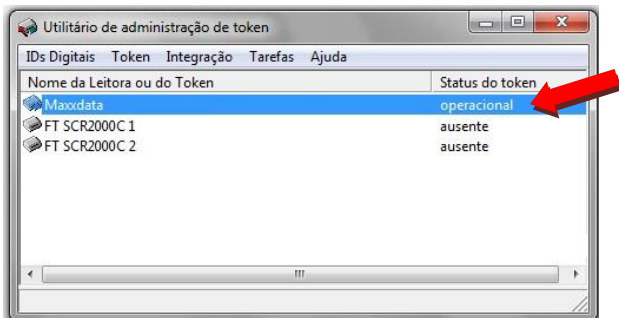 Utilitário de administração de token
IDs Digitais Token Integração Tarefas Ajuda
Nome da Leitora ou do Token Status do token
Maxxdata operacional
FT SCR2000C 1 ausente
FT SCR2000C 2 ausente